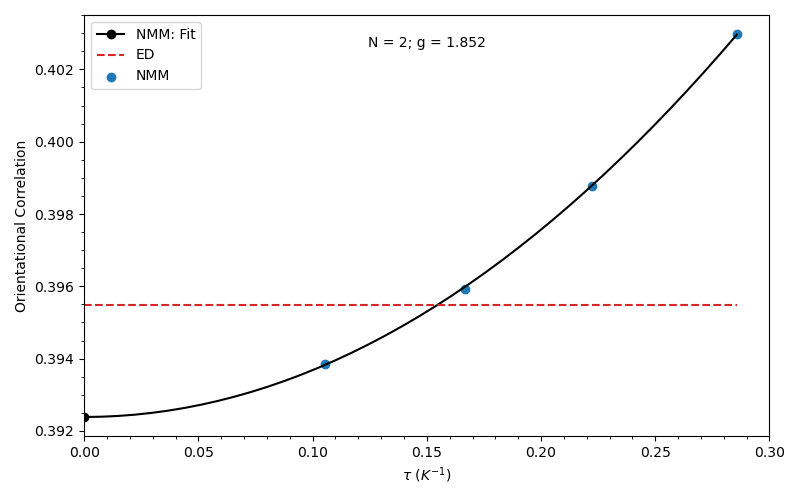 NMM: Fit
ED
NMM
N = 2; g = 1.852
Orientational Correlation
0.402
0.400
0.398
0.396
0.394
0.392
0.00 0.05 0.10 0.15 0.20 0.25 0.30
τ (K⁻¹)